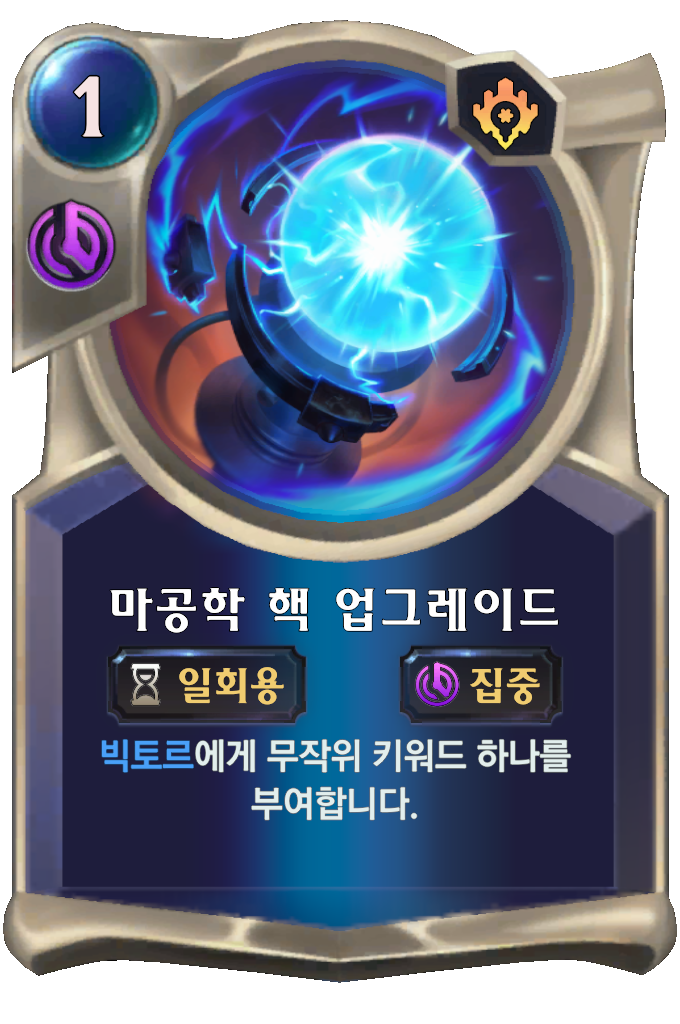 1
마공학 핵 업그레이드
일회용 집중
빅토르에게 무작위 키워드 하나를
부여합니다.